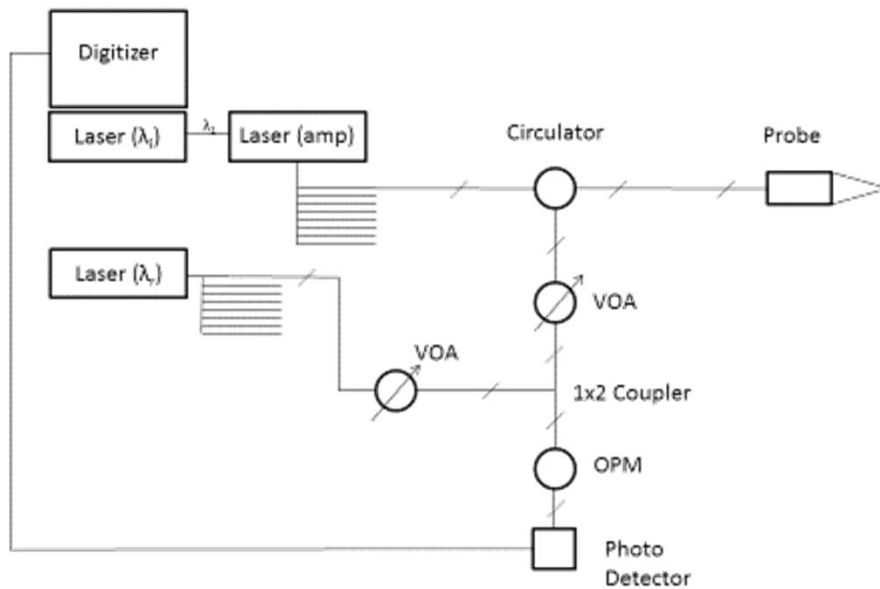 Digitizer
Laser (λ₁)
λ₁
Laser (amp)
Circulator
Probe
Laser (λᵣ)
VOA
VOA
1x2 Coupler
OPM
Photo
Detector